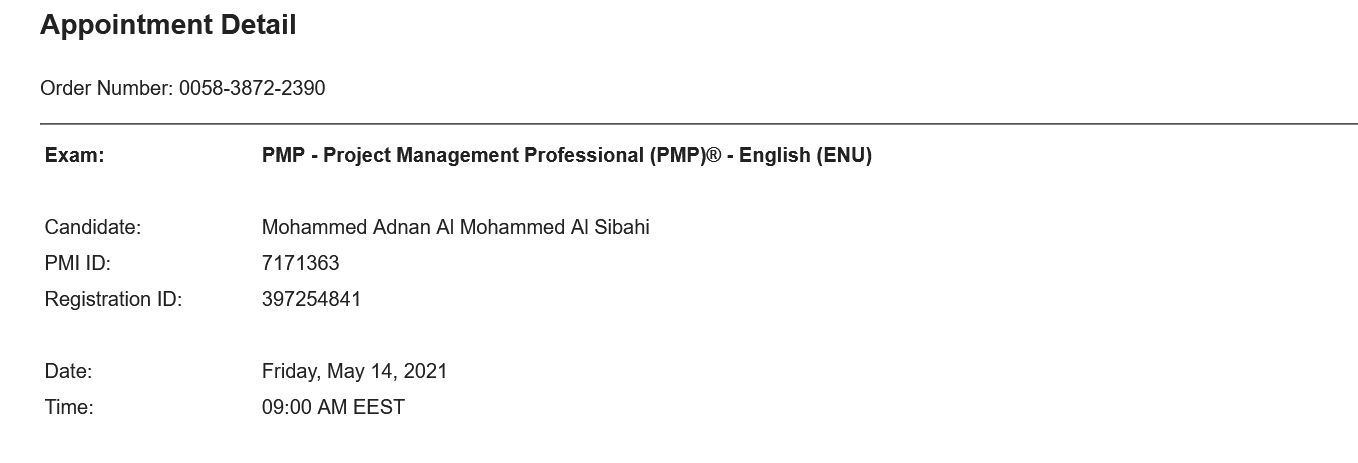 Appointment Detail
Order Number: 0058-3872-2390
Exam: PMP - Project Management Professional (PMP)® - English (ENU)
Candidate: Mohammed Adnan Al Mohammed Al Sibahi
PMI ID: 7171363
Registration ID: 397254841
Date: Friday, May 14, 2021
Time: 09:00 AM EEST